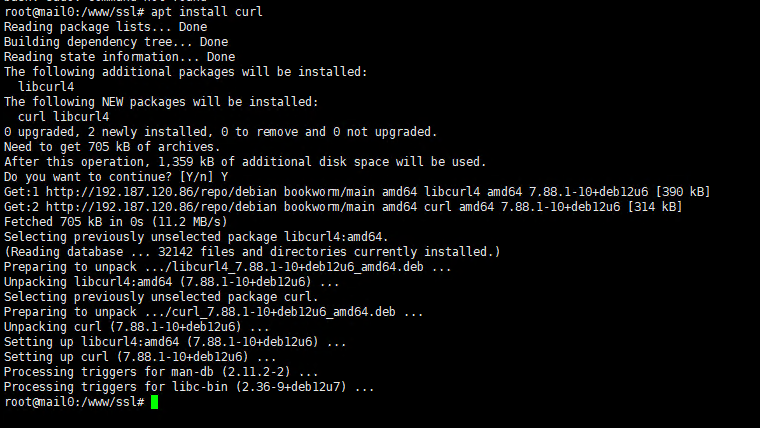 root@mail0:/www/ssl# apt install curl
Reading package lists... Done
Building dependency tree... Done
Reading state information... Done
The following additional packages will be installed:
  libcurl4
The following NEW packages will be installed:
  curl libcurl4
0 upgraded, 2 newly installed, 0 to remove and 0 not upgraded.
Need to get 705 kB of archives.
After this operation, 1,359 kB of additional disk space will be used.
Do you want to continue? [Y/n] Y
Get:1 http://192.187.120.86/repo/debian bookworm/main amd64 libcurl4 amd64 7.88.1-10+deb12u6 [390 kB]
Get:2 http://192.187.120.86/repo/debian bookworm/main amd64 curl amd64 7.88.1-10+deb12u6 [314 kB]
Fetched 705 kB in 0s (11.2 MB/s)
Selecting previously unselected package libcurl4:amd64.
(Reading database ... 32142 files and directories currently installed.)
Preparing to unpack .../libcurl4_7.88.1-10+deb12u6_amd64.deb ...
Unpacking libcurl4:amd64 (7.88.1-10+deb12u6) ...
Selecting previously unselected package curl.
Preparing to unpack .../curl_7.88.1-10+deb12u6_amd64.deb ...
Unpacking curl (7.88.1-10+deb12u6) ...
Setting up libcurl4:amd64 (7.88.1-10+deb12u6) ...
Setting up curl (7.88.1-10+deb12u6) ...
Processing triggers for man-db (2.11.2-2) ...
Processing triggers for libc-bin (2.36-9+deb12u7) ...
root@mail0:/www/ssl#